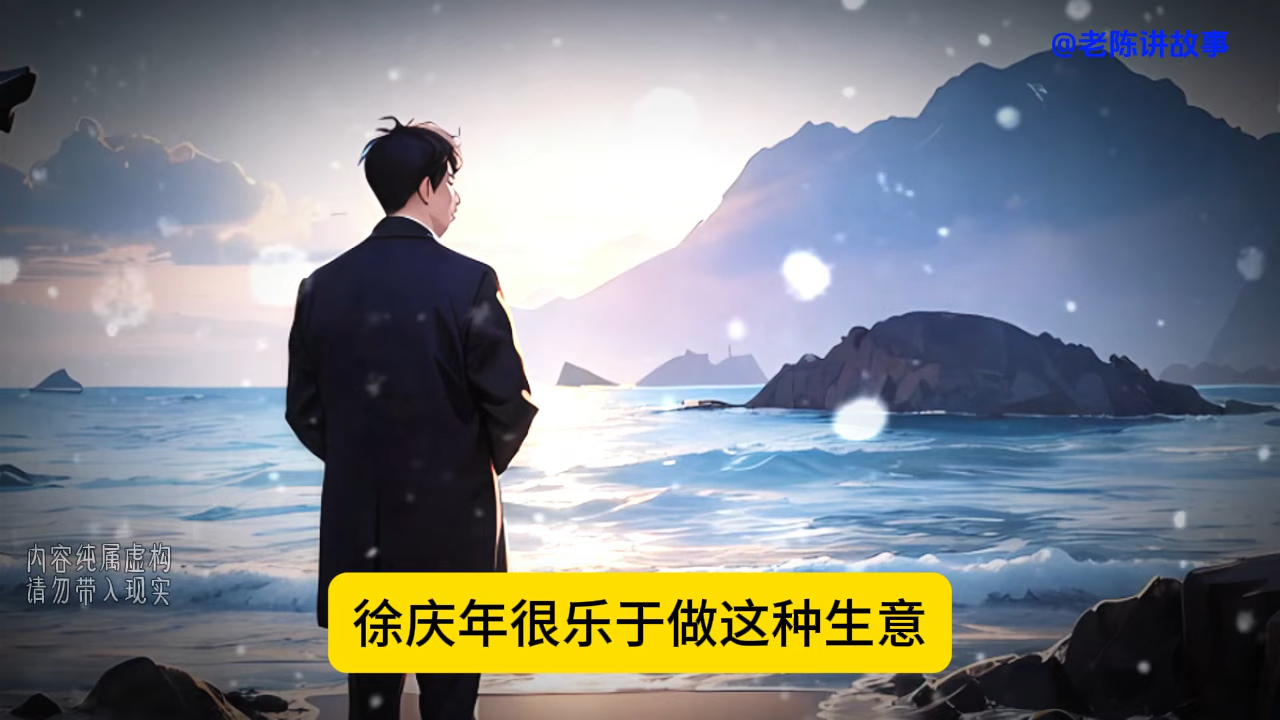 @老陈讲故事
内容纯属虚构
请勿带入现实
徐庆年很乐于做这种生意